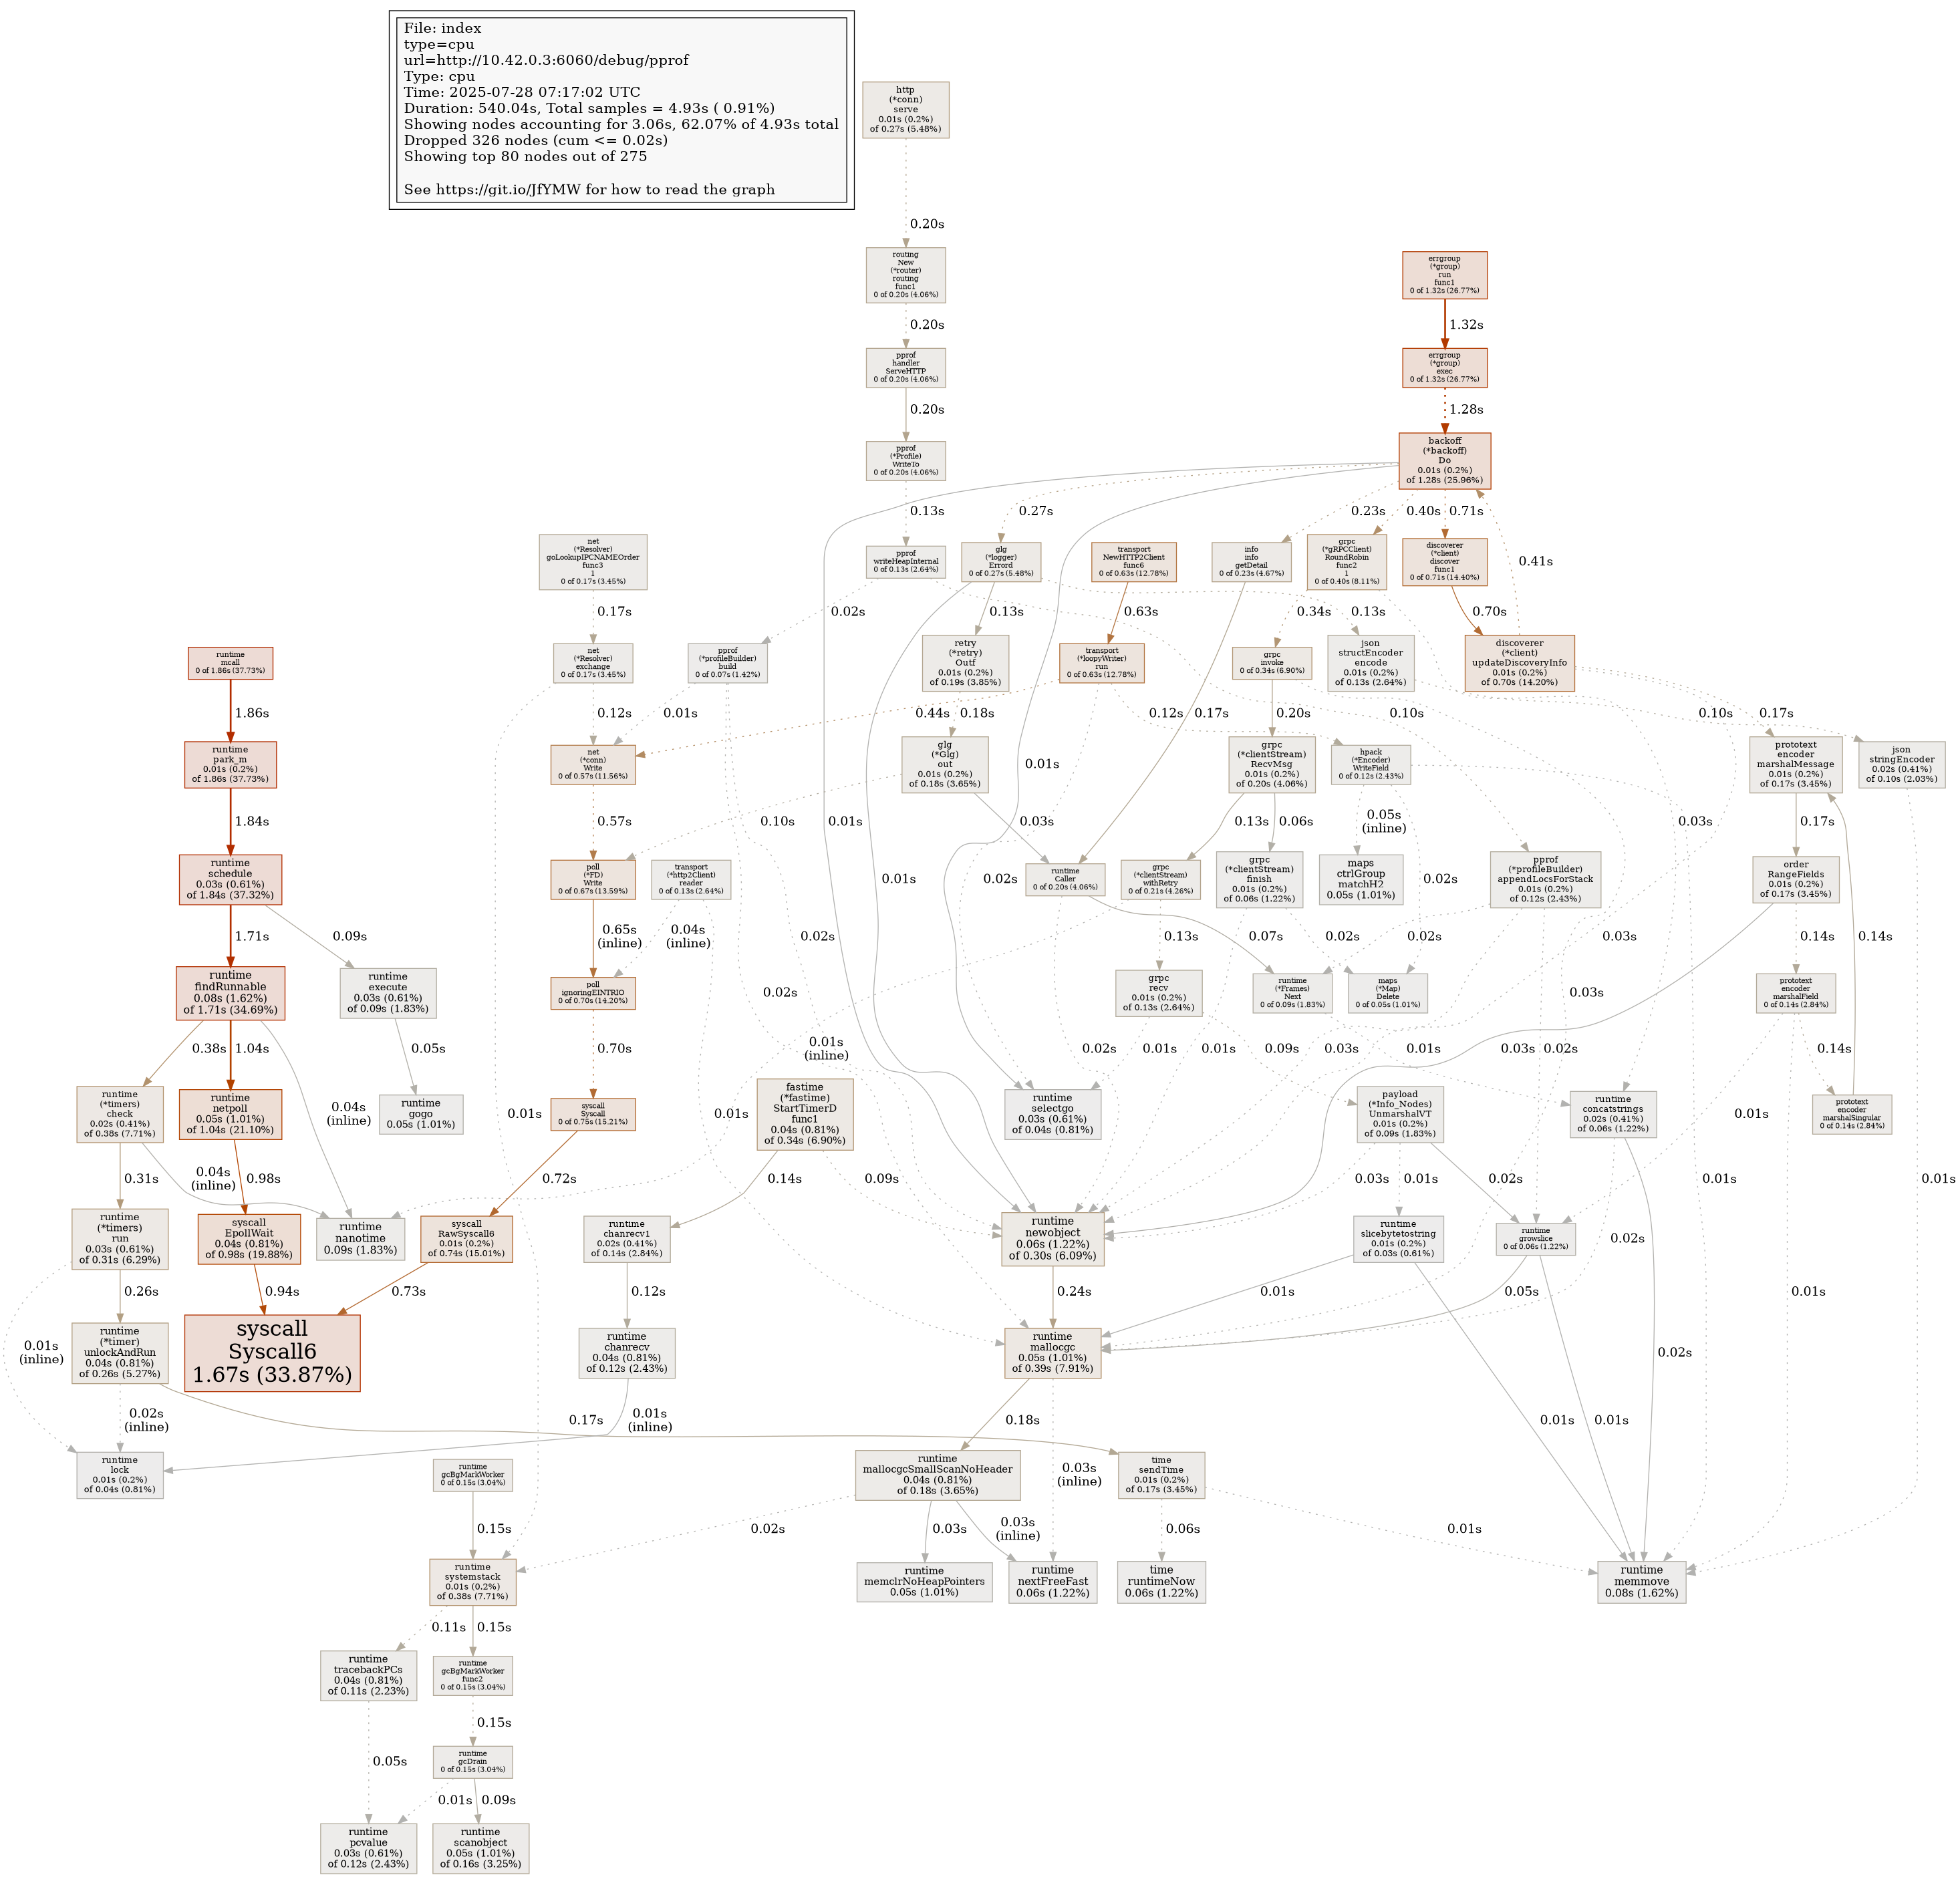 File: index
type=cpu
url=http://10.42.0.3:6060/debug/pprof
Type: cpu
Time: 2025-07-28 07:17:02 UTC
Duration: 540.04s, Total samples = 4.93s ( 0.91%)
Showing nodes accounting for 3.06s, 62.07% of 4.93s total
Dropped 326 nodes (cum <= 0.02s)
Showing top 80 nodes out of 275
See https://git.io/JfYMW for how to read the graph
http
(*conn)
serve
0.01s (0.2%)
of 0.27s (5.48%)
0.20s
routing
New
(*router)
routing
func1
0 of 0.20s (4.06%)
errgroup
(*group)
run
func1
0 of 1.32s (26.77%)
0.20s
1.32s
pprof
handler
ServeHTTP
0 of 0.20s (4.06%)
errgroup
(*group)
exec
0 of 1.32s (26.77%)
0.20s
1.28s
pprof
(*Profile)
WriteTo
0 of 0.20s (4.06%)
backoff
(*backoff)
Do
0.01s (0.2%)
of 1.28s (25.96%)
0.13s
0.27s
0.23s
0.40s
0.71s
net
(*Resolver)
goLookupIPCNAMEOrder
func3
1
0 of 0.17s (3.45%)
pprof
writeHeapInternal
0 of 0.13s (2.64%)
glg
(*logger)
Errord
0 of 0.27s (5.48%)
transport
NewHTTP2Client
func6
0 of 0.63s (12.78%)
info
info
getDetail
0 of 0.23s (4.67%)
grpc
(*gRPCClient)
RoundRobin
func2
1
0 of 0.40s (8.11%)
discoverer
(*client)
discover
func1
0 of 0.71s (14.40%)
0.41s
0.17s
0.02s
0.13s
0.63s
0.34s
0.13s
0.70s
runtime
mcall
0 of 1.86s (37.73%)
net
(*Resolver)
exchange
0 of 0.17s (3.45%)
pprof
(*profileBuilder)
build
0 of 0.07s (1.42%)
retry
(*retry)
Outf
0.01s (0.2%)
of 0.19s (3.85%)
transport
(*loopyWriter)
run
0 of 0.63s (12.78%)
grpc
invoke
0 of 0.34s (6.90%)
json
structEncoder
encode
0.01s (0.2%)
of 0.13s (2.64%)
discoverer
(*client)
updateDiscoveryInfo
0.01s (0.2%)
of 0.70s (14.20%)
1.86s
0.12s
0.01s
0.18s
0.44s
0.12s
0.17s
0.20s
0.10s
0.10s
0.17s
runtime
park_m
0.01s (0.2%)
of 1.86s (37.73%)
net
(*conn)
Write
0 of 0.57s (11.56%)
glg
(*Glg)
out
0.01s (0.2%)
of 0.18s (3.65%)
grpc
(*clientStream)
RecvMsg
0.01s (0.2%)
of 0.20s (4.06%)
hpack
(*Encoder)
WriteField
0 of 0.12s (2.43%)
prototext
encoder
marshalMessage
0.01s (0.2%)
of 0.17s (3.45%)
json
stringEncoder
0.02s (0.41%)
of 0.10s (2.03%)
1.84s
0.57s
0.10s
0.01s
0.01s
0.03s
0.13s
0.06s
0.05s
(inline)
0.03s
0.17s
runtime
schedule
0.03s (0.61%)
of 1.84s (37.32%)
poll
(*FD)
Write
0 of 0.67s (13.59%)
transport
(*http2Client)
reader
0 of 0.13s (2.64%)
0.01s
0.02s
runtime
Caller
0 of 0.20s (4.06%)
grpc
(*clientStream)
withRetry
0 of 0.21s (4.26%)
grpc
(*clientStream)
finish
0.01s (0.2%)
of 0.06s (1.22%)
maps
ctrlGroup
matchH2
0.05s (1.01%)
0.02s
pprof
(*profileBuilder)
appendLocsForStack
0.01s (0.2%)
of 0.12s (2.43%)
order
RangeFields
0.01s (0.2%)
of 0.17s (3.45%)
1.71s
0.09s
0.65s
(inline)
0.04s
(inline)
0.02s
0.13s
0.07s
0.02s
0.02s
0.03s
0.14s
0.14s
runtime
findRunnable
0.08s (1.62%)
of 1.71s (34.69%)
runtime
execute
0.03s (0.61%)
of 0.09s (1.83%)
poll
ignoringEINTRIO
0 of 0.70s (14.20%)
0.02s
grpc
recv
0.01s (0.2%)
of 0.13s (2.64%)
runtime
(*Frames)
Next
0 of 0.09s (1.83%)
maps
(*Map)
Delete
0 of 0.05s (1.01%)
0.03s
prototext
encoder
marshalField
0 of 0.14s (2.84%)
0.38s
1.04s
0.05s
0.70s
0.01s
(inline)
0.02s
0.01s
0.01s
0.09s
0.03s
0.01s
0.03s
0.02s
0.14s
runtime
(*timers)
check
0.02s (0.41%)
of 0.38s (7.71%)
runtime
netpoll
0.05s (1.01%)
of 1.04s (21.10%)
0.04s
(inline)
runtime
gogo
0.05s (1.01%)
0.01s
syscall
Syscall
0 of 0.75s (15.21%)
0.01s
fastime
(*fastime)
StartTimerD
func1
0.04s (0.81%)
of 0.34s (6.90%)
runtime
selectgo
0.03s (0.61%)
of 0.04s (0.81%)
payload
(*Info_Nodes)
UnmarshalVT
0.01s (0.2%)
of 0.09s (1.83%)
runtime
concatstrings
0.02s (0.41%)
of 0.06s (1.22%)
0.01s
prototext
encoder
marshalSingular
0 of 0.14s (2.84%)
0.31s
0.04s
(inline)
0.98s
0.72s
0.14s
0.09s
0.03s
0.01s
0.02s
0.01s
0.01s
runtime
(*timers)
run
0.03s (0.61%)
of 0.31s (6.29%)
syscall
EpollWait
0.04s (0.81%)
of 0.98s (19.88%)
runtime
nanotime
0.09s (1.83%)
syscall
RawSyscall6
0.01s (0.2%)
of 0.74s (15.01%)
runtime
chanrecv1
0.02s (0.41%)
of 0.14s (2.84%)
runtime
newobject
0.06s (1.22%)
of 0.30s (6.09%)
runtime
slicebytetostring
0.01s (0.2%)
of 0.03s (0.61%)
runtime
growslice
0 of 0.06s (1.22%)
0.02s
0.26s
0.94s
0.73s
0.12s
0.24s
0.01s
0.05s
0.01s
0.01s
(inline)
runtime
(*timer)
unlockAndRun
0.04s (0.81%)
of 0.26s (5.27%)
syscall
Syscall6
1.67s (33.87%)
runtime
chanrecv
0.04s (0.81%)
of 0.12s (2.43%)
runtime
mallocgc
0.05s (1.01%)
of 0.39s (7.91%)
0.02s
0.02s
(inline)
0.17s
0.01s
(inline)
0.18s
0.01s
0.01s
runtime
lock
0.01s (0.2%)
of 0.04s (0.81%)
runtime
gcBgMarkWorker
0 of 0.15s (3.04%)
runtime
mallocgcSmallScanNoHeader
0.04s (0.81%)
of 0.18s (3.65%)
0.03s
(inline)
time
sendTime
0.01s (0.2%)
of 0.17s (3.45%)
0.15s
0.02s
0.03s
0.03s
(inline)
0.06s
0.01s
runtime
systemstack
0.01s (0.2%)
of 0.38s (7.71%)
runtime
memclrNoHeapPointers
0.05s (1.01%)
runtime
nextFreeFast
0.06s (1.22%)
time
runtimeNow
0.06s (1.22%)
runtime
memmove
0.08s (1.62%)
0.11s
0.15s
runtime
tracebackPCs
0.04s (0.81%)
of 0.11s (2.23%)
runtime
gcBgMarkWorker
func2
0 of 0.15s (3.04%)
0.05s
0.15s
runtime
gcDrain
0 of 0.15s (3.04%)
0.01s
0.09s
runtime
pcvalue
0.03s (0.61%)
of 0.12s (2.43%)
runtime
scanobject
0.05s (1.01%)
of 0.16s (3.25%)